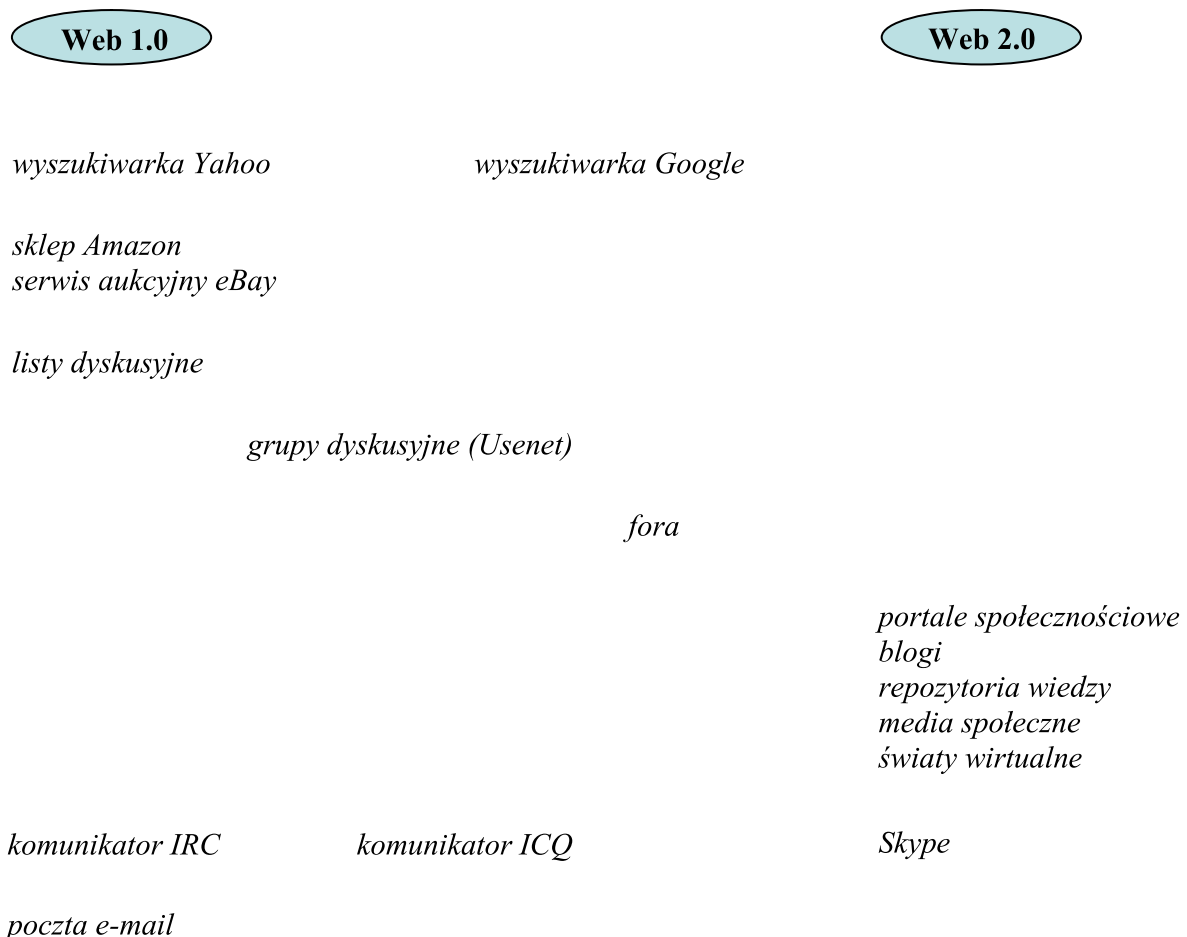 Web 1.0 Web 2.0
wyszukiwarka Yahoo wyszukiwarka Google
sklep Amazon
serwis aukcyjny eBay
listy dyskusyjne
grupy dyskusyjne (Usenet)
fora
portale społecznościowe
blogi
repozytoria wiedzy
media społeczne
światy wirtualne
komunikator IRC komunikator ICQ Skype
poczta e-mail